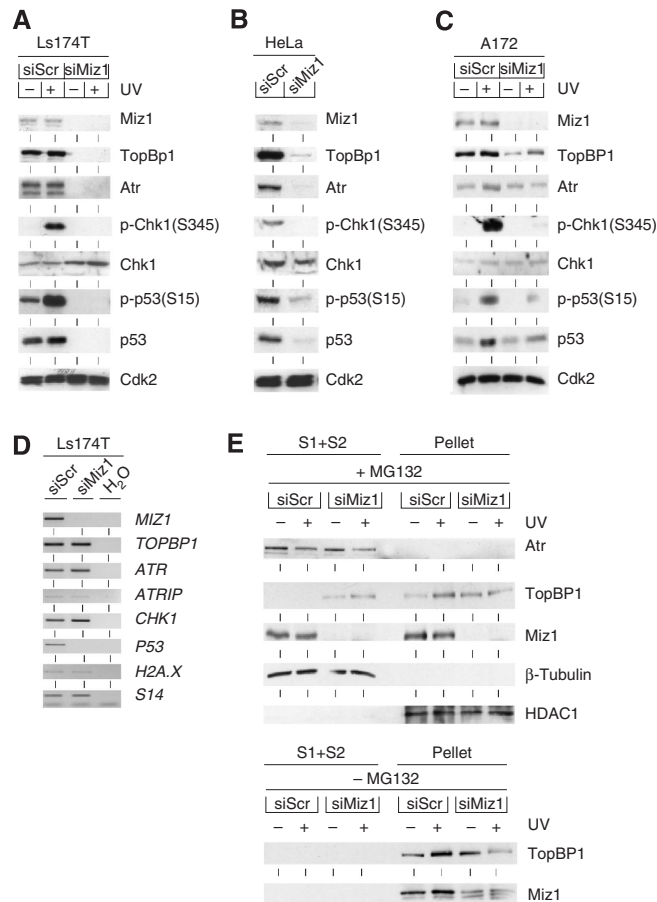 A
Ls174T
siScr siMiz1
– + – + UV
Miz1
TopBp1
Atr
p-Chk1(S345)
Chk1
p-p53(S15)
p53
Cdk2
B
HeLa
siScr siMiz1
Miz1
TopBp1
Atr
p-Chk1(S345)
Chk1
p-p53(S15)
p53
Cdk2
C
A172
siScr siMiz1
– + – + UV
Miz1
TopBP1
Atr
p-Chk1(S345)
Chk1
p-p53(S15)
p53
Cdk2
D
Ls174T
siScr siMiz1 H2O
MIZ1
TOPBP1
ATR
ATRIP
CHK1
P53
H2A.X
S14
E
S1+S2 Pellet
+ MG132
siScr siMiz1 siScr siMiz1
– + – + – + – + UV
Atr
TopBP1
Miz1
β-Tubulin
HDAC1
S1+S2 Pellet
– MG132
siScr siMiz1 siScr siMiz1
– + – + – + – + UV
TopBP1
Miz1